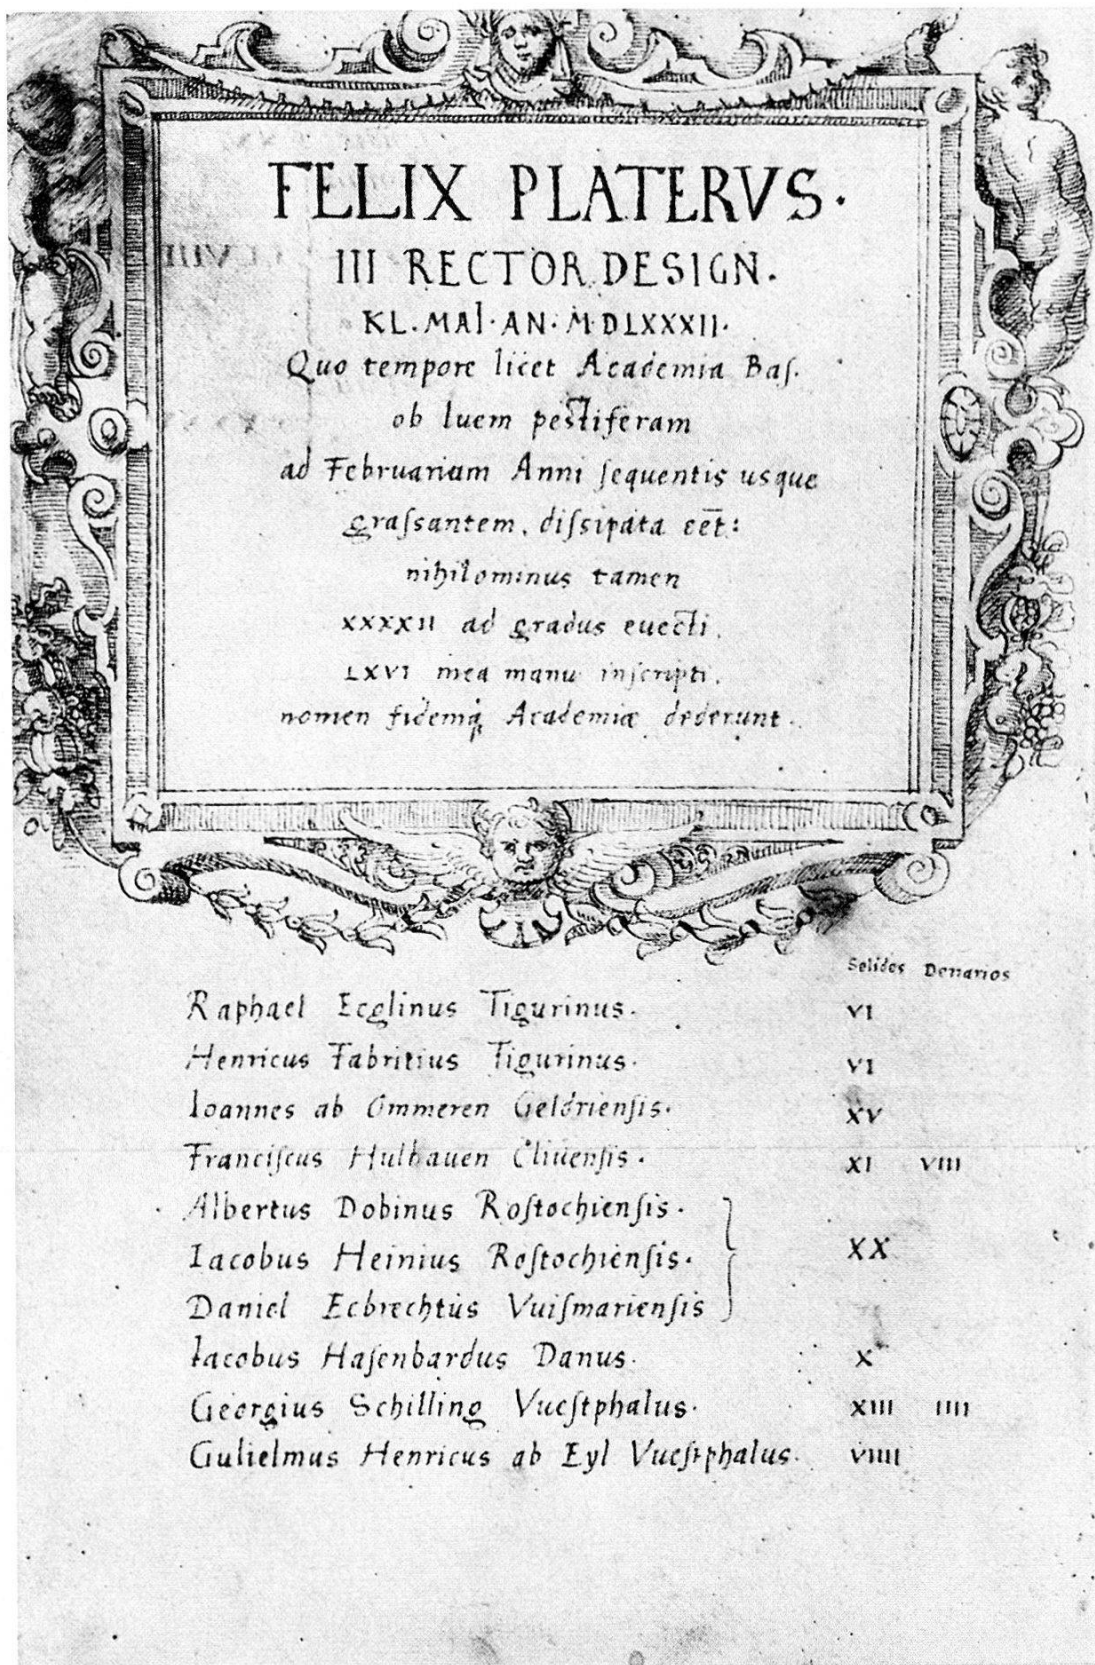 FELIX PLATERVS.
III RECTOR DESIGN.
KL. MAI. AN. M.DLXXXII.
Quo tempore licet Academia Baſ.
ob luem peſtiferam
ad Februariam Anni ſequentis usque
graſsantem, diſsipata eēt:
nihilominus tamen
XXXXII ad gradus euecti,
LXVI mea manu inſcripti,
nomen fidemq́ Academiæ dederunt.
Solidos Denarios
Raphael Ecglinus Tigurinus. VI
Henricus Fabritius Tigurinus. VI
Ioannes ab Ommeren Geldrienſis. XV
Franciſcus Hulhauen Cliuenſis. XI VIII
Albertus Dobinus Roſtochienſis.
Iacobus Heinius Roſtochienſis. XX
Daniel Ecbrechtus Vuiſmarienſis
Iacobus Haſenbardus Danus. X
Georgius Schilling Vueſtphalus. XIII IIII
Gulielmus Henricus ab Eyl Vueſtphalus. VIIII